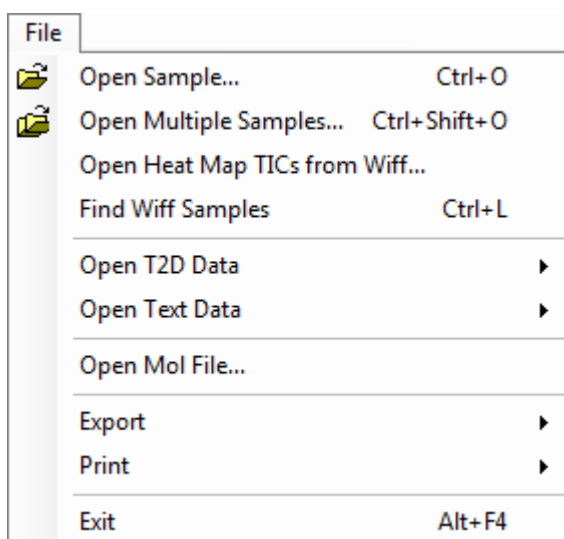 File
Open Sample... Ctrl+O
Open Multiple Samples... Ctrl+Shift+O
Open Heat Map TICs from Wiff...
Find Wiff Samples Ctrl+L
Open T2D Data
Open Text Data
Open Mol File...
Export
Print
Exit Alt+F4